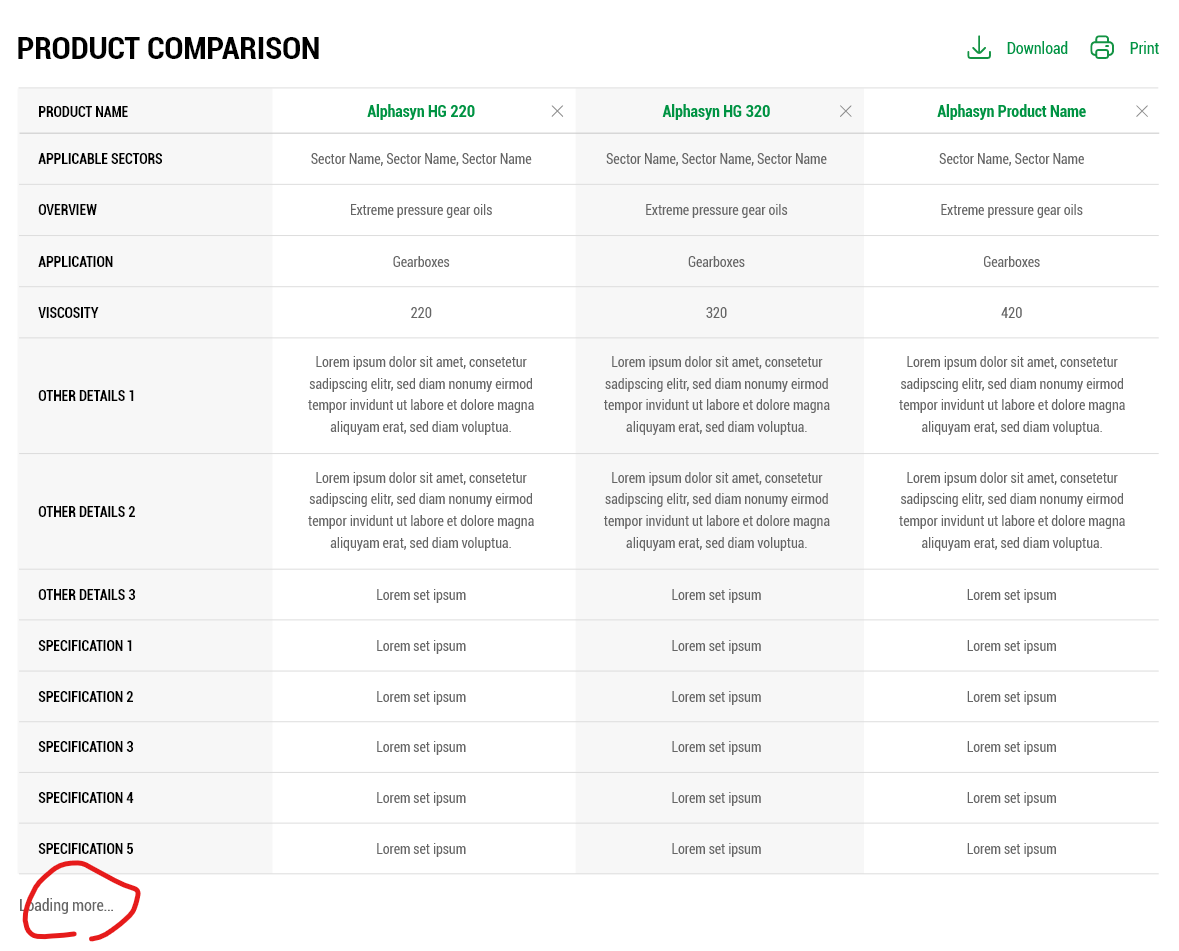 PRODUCT COMPARISON
Download
Print
PRODUCT NAME
Alphasyn HG 220
Alphasyn HG 320
Alphasyn Product Name
APPLICABLE SECTORS
Sector Name, Sector Name, Sector Name
Sector Name, Sector Name, Sector Name
Sector Name, Sector Name
OVERVIEW
Extreme pressure gear oils
Extreme pressure gear oils
Extreme pressure gear oils
APPLICATION
Gearboxes
Gearboxes
Gearboxes
VISCOSITY
220
320
420
OTHER DETAILS 1
Lorem ipsum dolor sit amet, consetetur
sadipscing elitr, sed diam nonumy eirmod
tempor invidunt ut labore et dolore magna
aliquyam erat, sed diam voluptua.
Lorem ipsum dolor sit amet, consetetur
sadipscing elitr, sed diam nonumy eirmod
tempor invidunt ut labore et dolore magna
aliquyam erat, sed diam voluptua.
Lorem ipsum dolor sit amet, consetetur
sadipscing elitr, sed diam nonumy eirmod
tempor invidunt ut labore et dolore magna
aliquyam erat, sed diam voluptua.
OTHER DETAILS 2
Lorem ipsum dolor sit amet, consetetur
sadipscing elitr, sed diam nonumy eirmod
tempor invidunt ut labore et dolore magna
aliquyam erat, sed diam voluptua.
Lorem ipsum dolor sit amet, consetetur
sadipscing elitr, sed diam nonumy eirmod
tempor invidunt ut labore et dolore magna
aliquyam erat, sed diam voluptua.
Lorem ipsum dolor sit amet, consetetur
sadipscing elitr, sed diam nonumy eirmod
tempor invidunt ut labore et dolore magna
aliquyam erat, sed diam voluptua.
OTHER DETAILS 3
Lorem set ipsum
Lorem set ipsum
Lorem set ipsum
SPECIFICATION 1
Lorem set ipsum
Lorem set ipsum
Lorem set ipsum
SPECIFICATION 2
Lorem set ipsum
Lorem set ipsum
Lorem set ipsum
SPECIFICATION 3
Lorem set ipsum
Lorem set ipsum
Lorem set ipsum
SPECIFICATION 4
Lorem set ipsum
Lorem set ipsum
Lorem set ipsum
SPECIFICATION 5
Lorem set ipsum
Lorem set ipsum
Lorem set ipsum
Loading more...